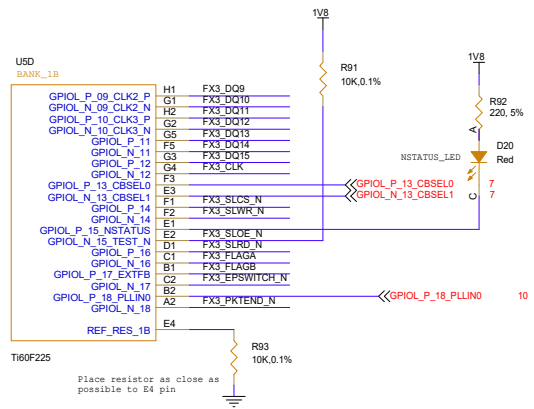 1V8
U5D
BANK_1B
R91
10K,0.1%
1V8
R92
220, 5%
A
D20
Red
NSTATUS_LED
C
GPIOL_P_09_CLK2_P H1 FX3_DQ9
GPIOL_N_09_CLK2_N G1 FX3_DQ10
GPIOL_P_10_CLK3_P H2 FX3_DQ11
GPIOL_N_10_CLK3_N G2 FX3_DQ12
GPIOL_P_11 G5 FX3_DQ13
GPIOL_N_11 F5 FX3_DQ14
GPIOL_P_12 G3 FX3_DQ15
GPIOL_N_12 G4 FX3_CLK
GPIOL_P_13_CBSEL0 F3 GPIOL_P_13_CBSEL0 7
GPIOL_N_13_CBSEL1 E3 GPIOL_N_13_CBSEL1 7
GPIOL_P_14 F1 FX3_SLCS_N
GPIOL_N_14 F2 FX3_SLWR_N
GPIOL_P_15_NSTATUS E1
GPIOL_N_15_TEST_N E2 FX3_SLOE_N
GPIOL_P_16 D1 FX3_SLRD_N
GPIOL_N_16 C1 FX3_FLAGA
GPIOL_P_17_EXTFB B1 FX3_FLAGB
GPIOL_N_17 C2 FX3_EPSWITCH_N
GPIOL_P_18_PLLIN0 B2 GPIOL_P_18_PLLIN0 10
GPIOL_N_18 A2 FX3_PKTEND_N
REF_RES_1B E4
Ti60F225
R93
10K,0.1%
Place resistor as close as
possible to E4 pin